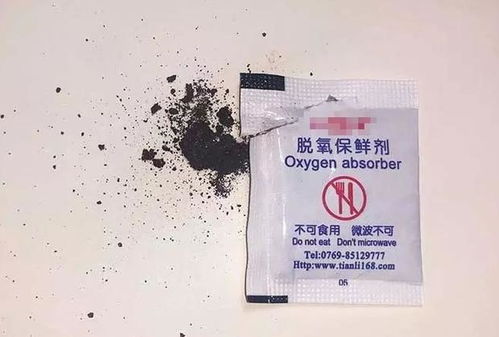 脱氧保鲜剂
Oxygen absorber
不可食用 微波不可
Do not eat Don't microwave
Tel:0769-85129777
Http:www.tianli168.com
05